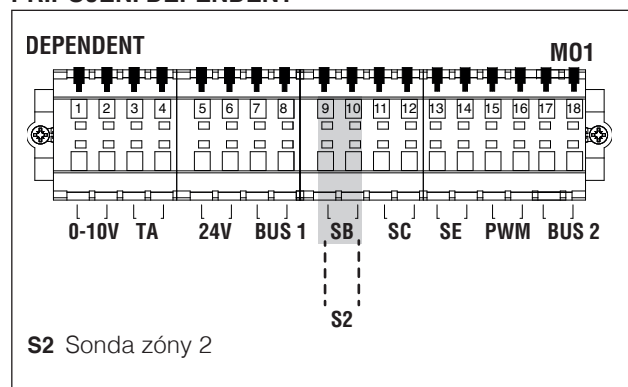 DEPENDENT
M01
1 2 3 4 5 6 7 8 9 10 11 12 13 14 15 16 17 18
0-10V TA 24V BUS 1 SB SC SE PWM BUS 2
S2
S2 Sonda zóny 2